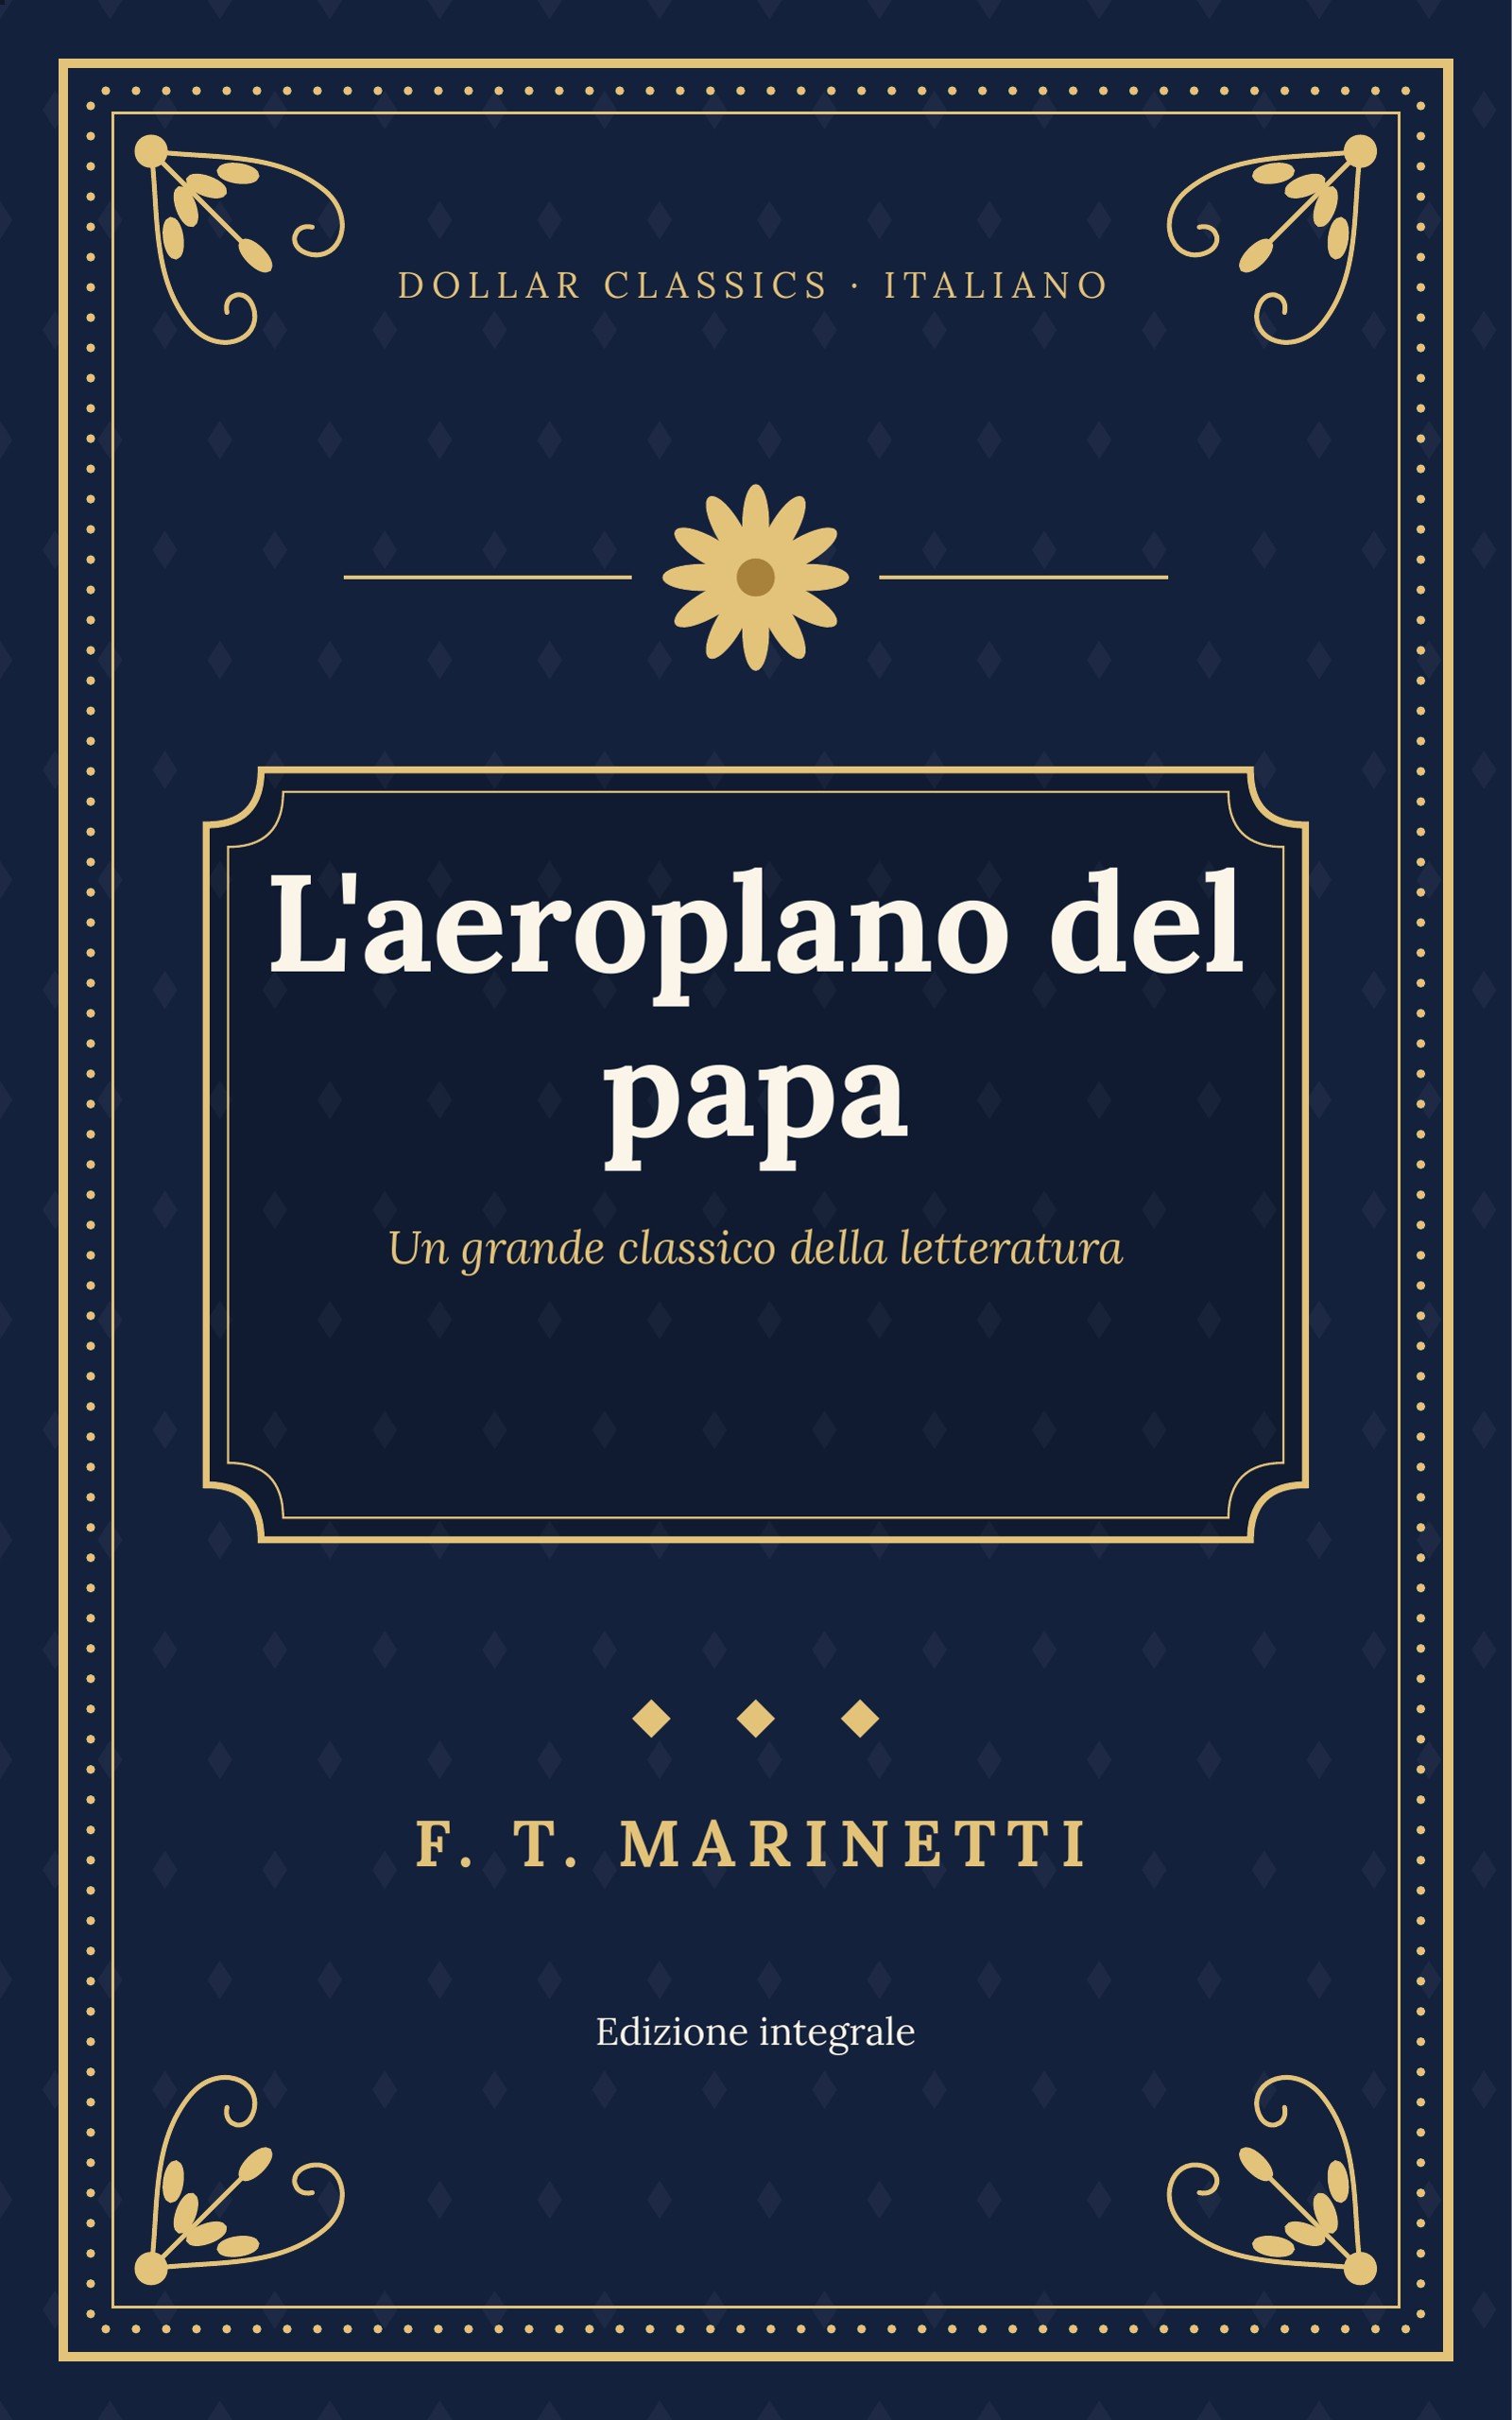 DOLLAR CLASSICS · ITALIANO
L'aeroplano del
papa
Un grande classico della letteratura
F. T. MARINETTI
Edizione integrale